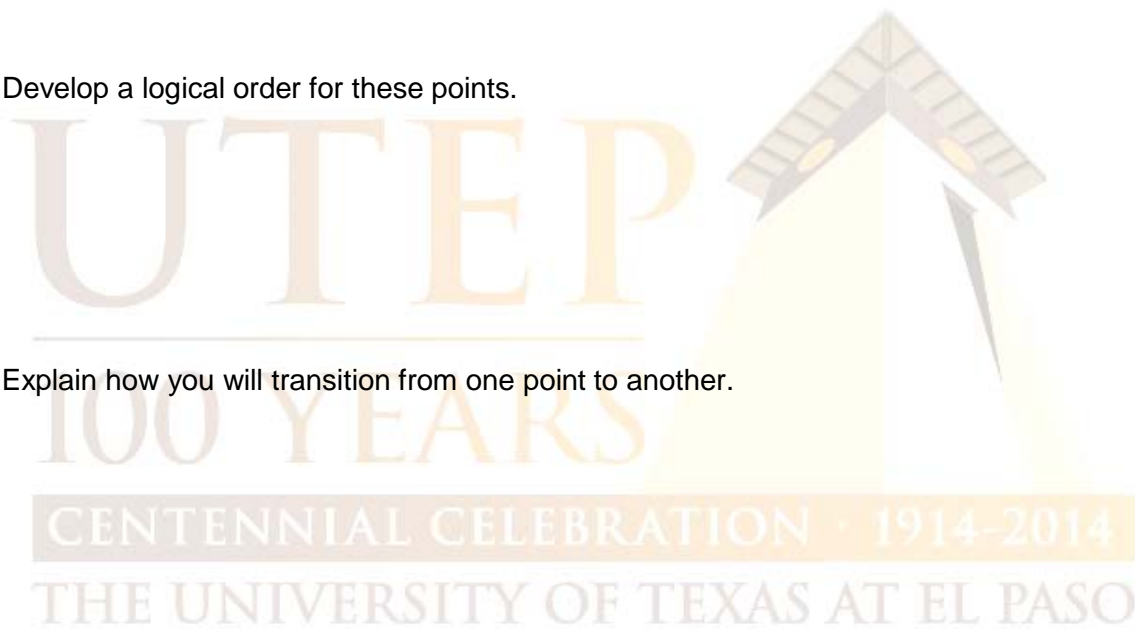 Develop a logical order for these points.
UTEP
Explain how you will transition from one point to another.
100 YEARS
CENTENNIAL CELEBRATION · 1914-2014
THE UNIVERSITY OF TEXAS AT EL PASO